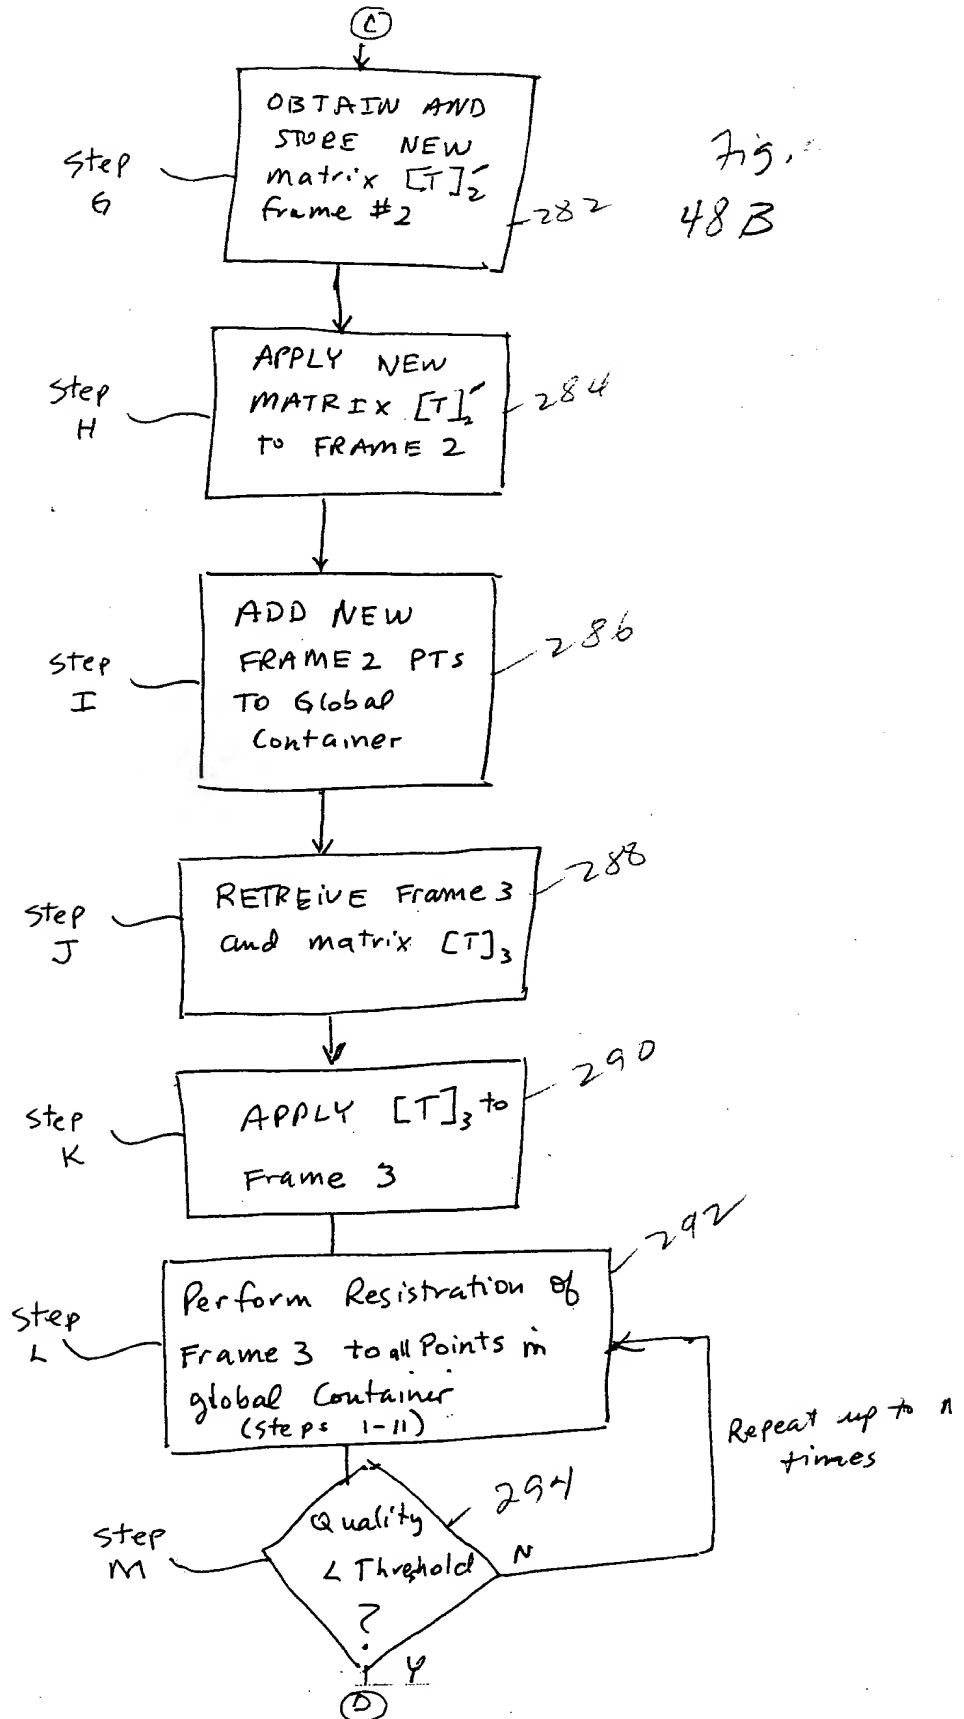 C
OBTAIN AND
STORE NEW
matrix [T]₂′
frame #2
Step
G
282
Fig.
48B
APPLY NEW
MATRIX [T]₂′
to FRAME 2
Step
H
284
ADD NEW
FRAME 2 PTS
TO Global
Container
Step
I
286
RETREIVE Frame 3
and matrix [T]₃
Step
J
288
APPLY [T]₃ to
Frame 3
Step
K
290
Perform Resistration of
Frame 3 to all Points in
global Container
(Steps 1-11)
Step
L
292
Repeat up to n
times
Quality
< Threshold
?
Step
M
294
N
Y
D